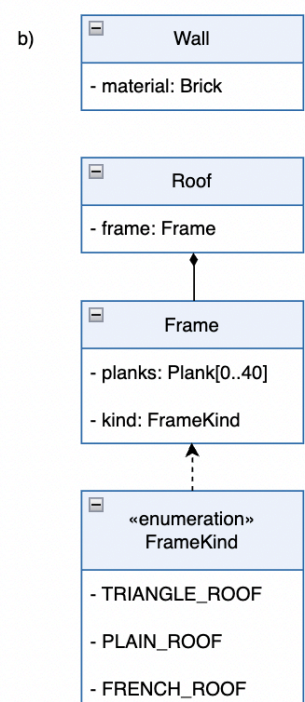 b)
Wall
- material: Brick
Roof
- frame: Frame
Frame
- planks: Plank[0..40]
- kind: FrameKind
«enumeration»
FrameKind
- TRIANGLE_ROOF
- PLAIN_ROOF
- FRENCH_ROOF